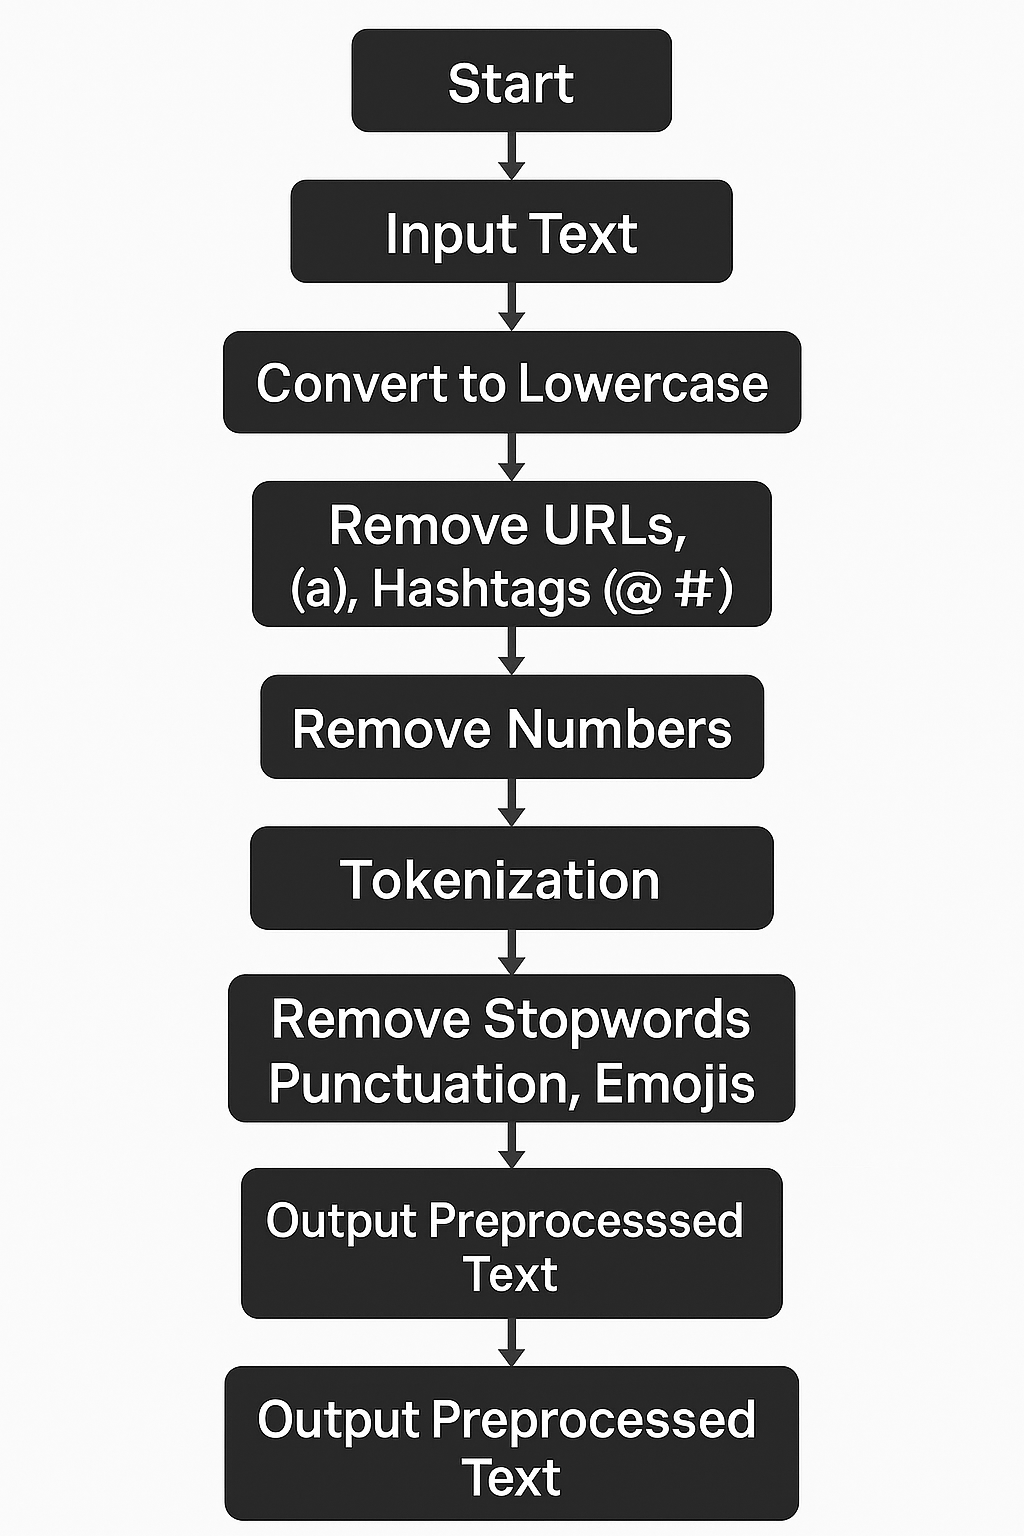 Start
Input Text
Convert to Lowercase
Remove URLs,
(a), Hashtags (@ #)
Remove Numbers
Tokenization
Remove Stopwords
Punctuation, Emojis
Output Preprocesssed
Text
Output Preprocessed
Text